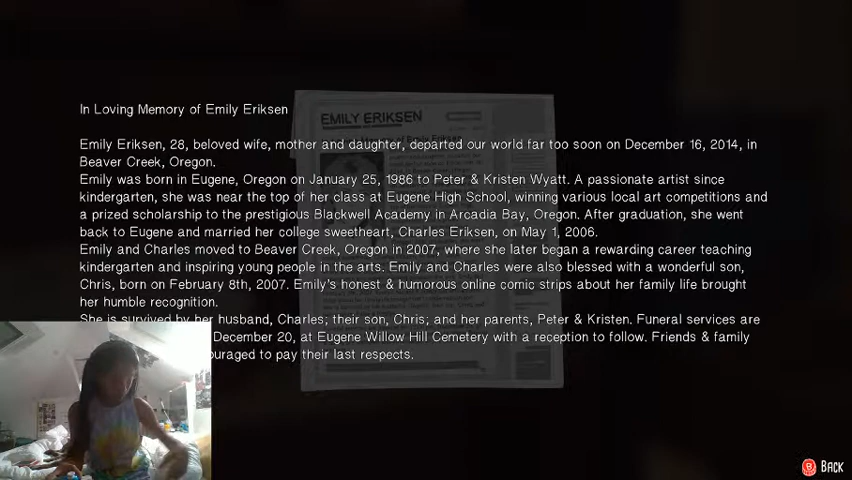 In Loving Memory of Emily Eriksen
Emily Eriksen, 28, beloved wife, mother and daughter, departed our world far too soon on December 16, 2014, in
Beaver Creek, Oregon.
Emily was born in Eugene, Oregon on January 25, 1986 to Peter & Kristen Wyatt. A passionate artist since
kindergarten, she was near the top of her class at Eugene High School, winning various local art competitions and
a prized scholarship to the prestigious Blackwell Academy in Arcadia Bay, Oregon. After graduation, she went
back to Eugene and married her college sweetheart, Charles Eriksen, on May 1, 2006.
Emily and Charles moved to Beaver Creek, Oregon in 2007, where she later began a rewarding career teaching
kindergarten and inspiring young people in the arts. Emily and Charles were also blessed with a wonderful son,
Chris, born on February 8th, 2007. Emily's honest & humorous online comic strips about her family life brought
her humble recognition.
She is survived by her husband, Charles; their son, Chris; and her parents, Peter & Kristen. Funeral services are
December 20, at Eugene Willow Hill Cemetery with a reception to follow. Friends & family
ouraged to pay their last respects.
EMILY ERIKSEN
B BACK